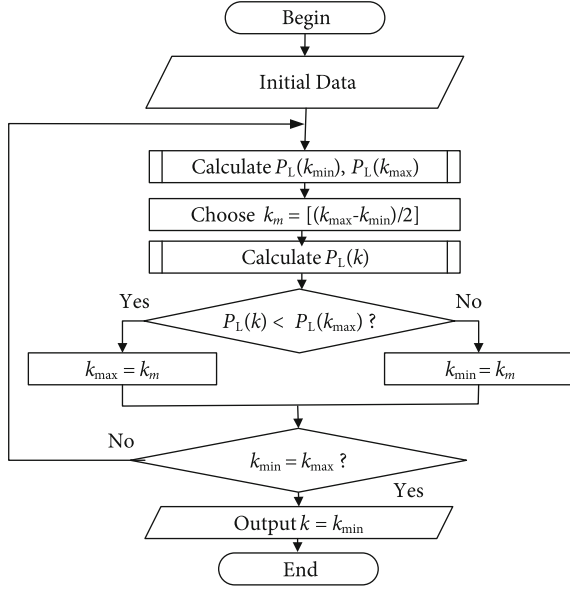 Begin
Initial Data
Calculate P_L(k_min), P_L(k_max)
Choose k_m = [(k_max-k_min)/2]
Calculate P_L(k)
Yes
No
P_L(k) < P_L(k_max) ?
k_max = k_m
k_min = k_m
No
k_min = k_max ?
Yes
Output k = k_min
End